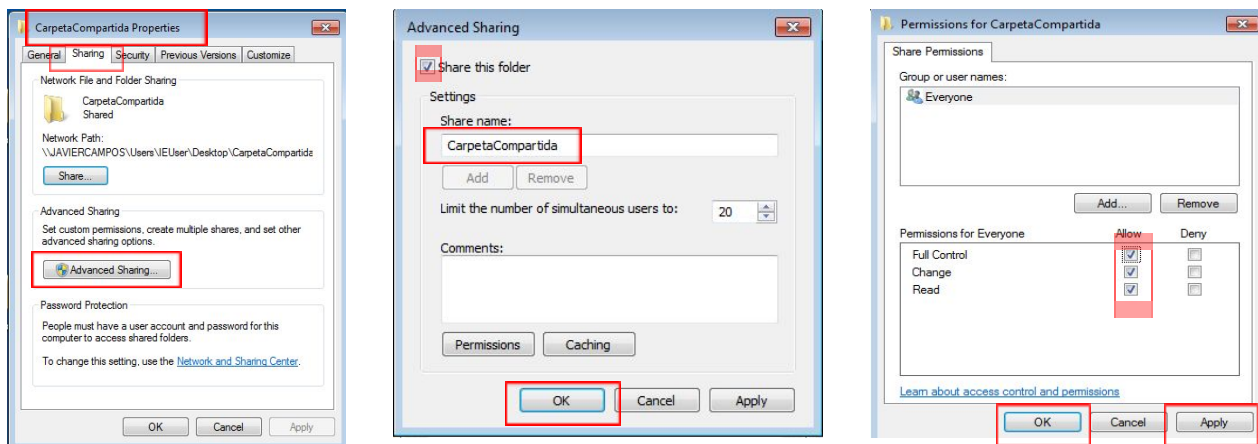 CarpetaCompartida Properties
General Sharing Security Previous Versions Customize
Network File and Folder Sharing
CarpetaCompartida
Shared
Network Path:
\\JAVIERCAMPOS\Users\IEUser\Desktop\CarpetaCompartida
Share...
Advanced Sharing
Set custom permissions, create multiple shares, and set other
advanced sharing options.
Advanced Sharing...
Password Protection
People must have a user account and password for this
computer to access shared folders.
To change this setting, use the Network and Sharing Center.
OK Cancel Apply
Advanced Sharing
Share this folder
Settings
Share name:
CarpetaCompartida
Add Remove
Limit the number of simultaneous users to: 20
Comments:
Permissions Caching
OK Cancel Apply
Permissions for CarpetaCompartida
Share Permissions
Group or user names:
Everyone
Add... Remove
Permissions for Everyone Allow Deny
Full Control
Change
Read
Learn about access control and permissions
OK Cancel Apply